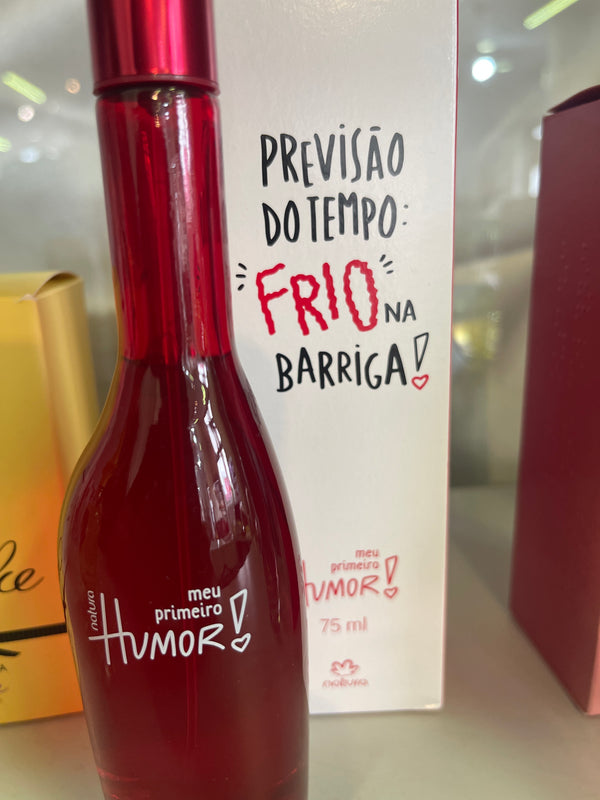 PREVISÃO
DO TEMPO:
FRIO NA
BARRIGA!
meu
primeiro
HUMOR!
75 ml
natura
natura
meu
primeiro
HUMOR!